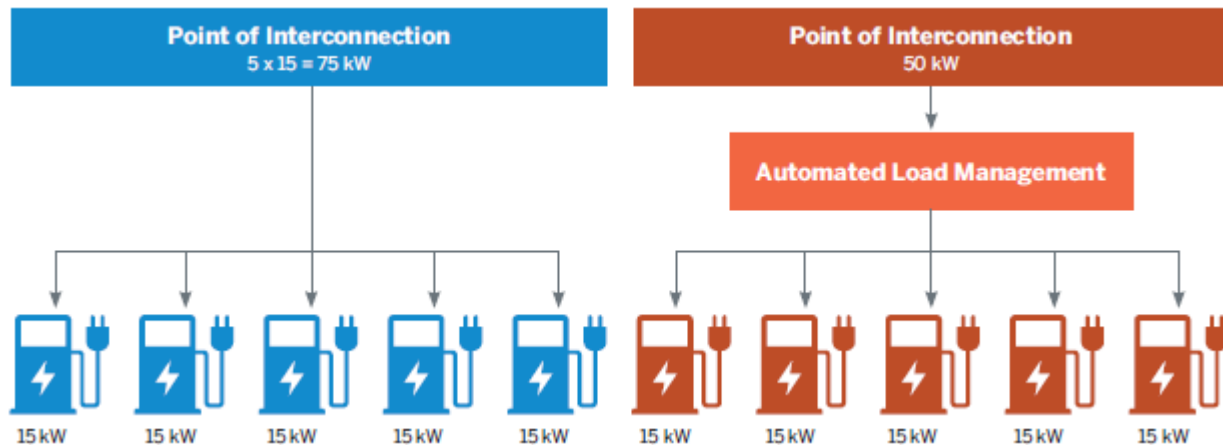 Point of Interconnection
5 x 15 = 75 kW
Point of Interconnection
50 kW
Automated Load Management
15 kW
15 kW
15 kW
15 kW
15 kW
15 kW
15 kW
15 kW
15 kW
15 kW